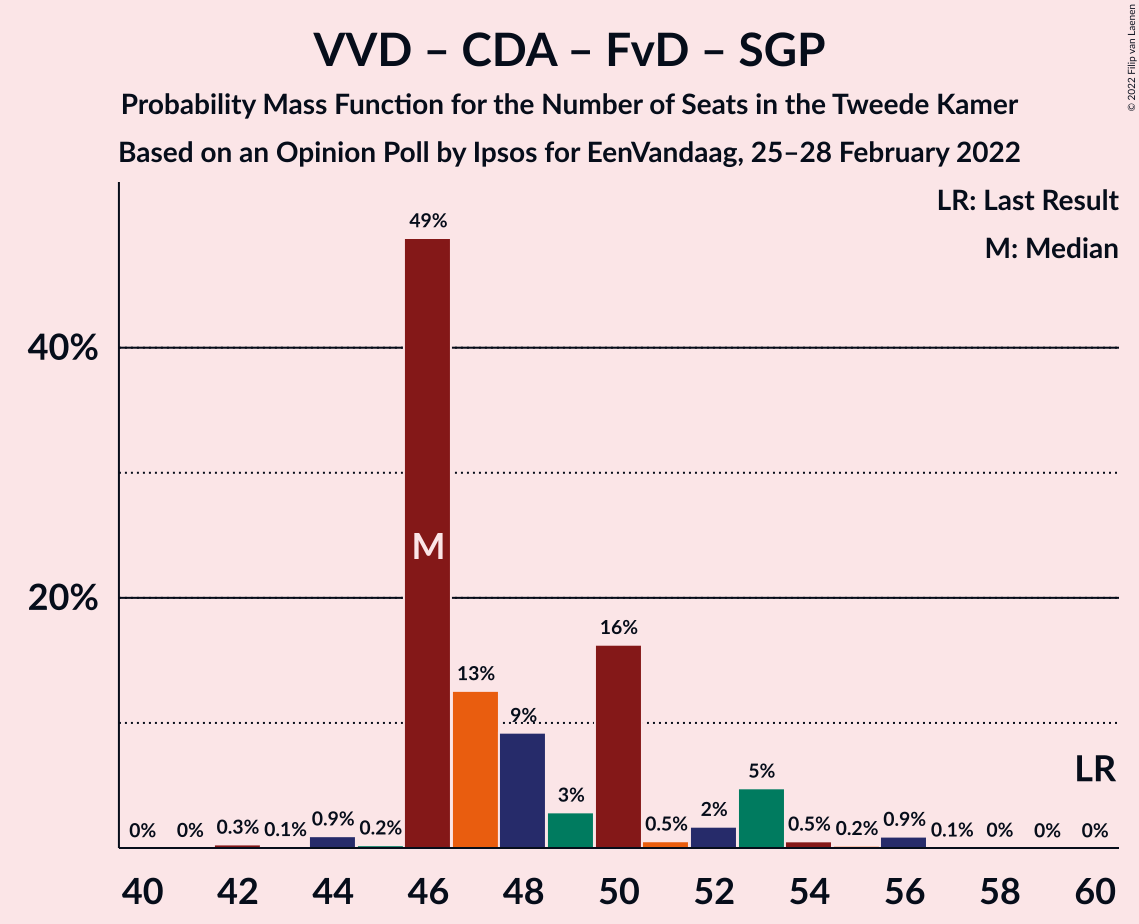 VVD – CDA – FvD – SGP
Probability Mass Function for the Number of Seats in the Tweede Kamer
Based on an Opinion Poll by Ipsos for EenVandaag, 25–28 February 2022
© 2022 Filip van Laenen
LR: Last Result
M: Median
40%
20%
0%
0%
0.3%
0.1%
0.9%
0.2%
49%
13%
9%
3%
16%
0.5%
2%
5%
0.5%
0.2%
0.9%
0.1%
0%
0%
0%
M
LR
40 42 44 46 48 50 52 54 56 58 60